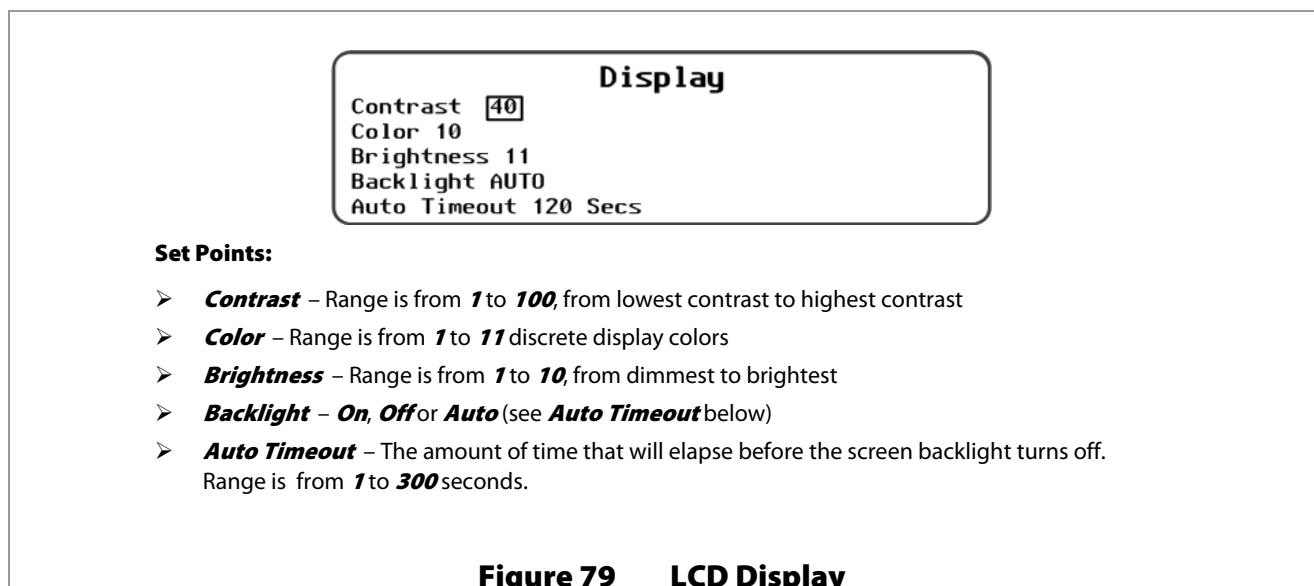 Display
Contrast 40
Color 10
Brightness 11
Backlight AUTO
Auto Timeout 120 Secs
Set Points:
➢ Contrast – Range is from 1 to 100, from lowest contrast to highest contrast
➢ Color – Range is from 1 to 11 discrete display colors
➢ Brightness – Range is from 1 to 10, from dimmest to brightest
➢ Backlight – On, Off or Auto (see Auto Timeout below)
➢ Auto Timeout – The amount of time that will elapse before the screen backlight turns off.
Range is from 1 to 300 seconds.
Figure 79 LCD Display